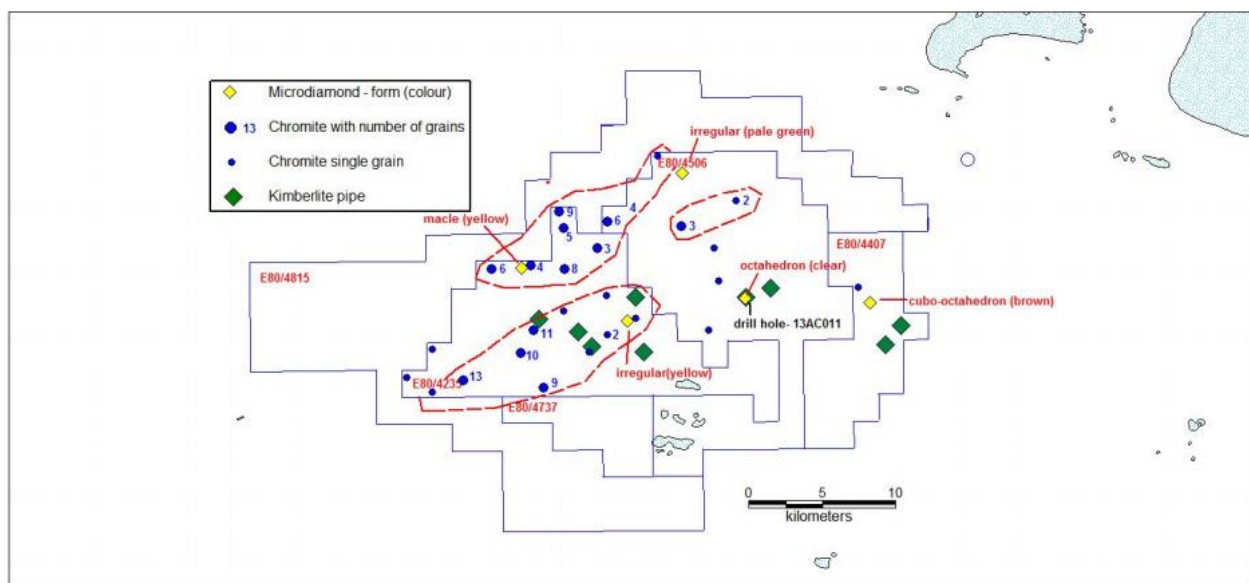 Microdiamond - form (colour)
13 Chromite with number of grains
Chromite single grain
Kimberlite pipe
irregular (pale green)
E80/4506
2
4
9
6
3
macle (yellow)
5
3
E80/4407
6
4
8
octahedron (clear)
E80/4815
cubo-octahedron (brown)
drill hole- 13AC011
11
2
10
irregular(yellow)
13
E80/4235
9
E80/4737
0 5 10
kilometers